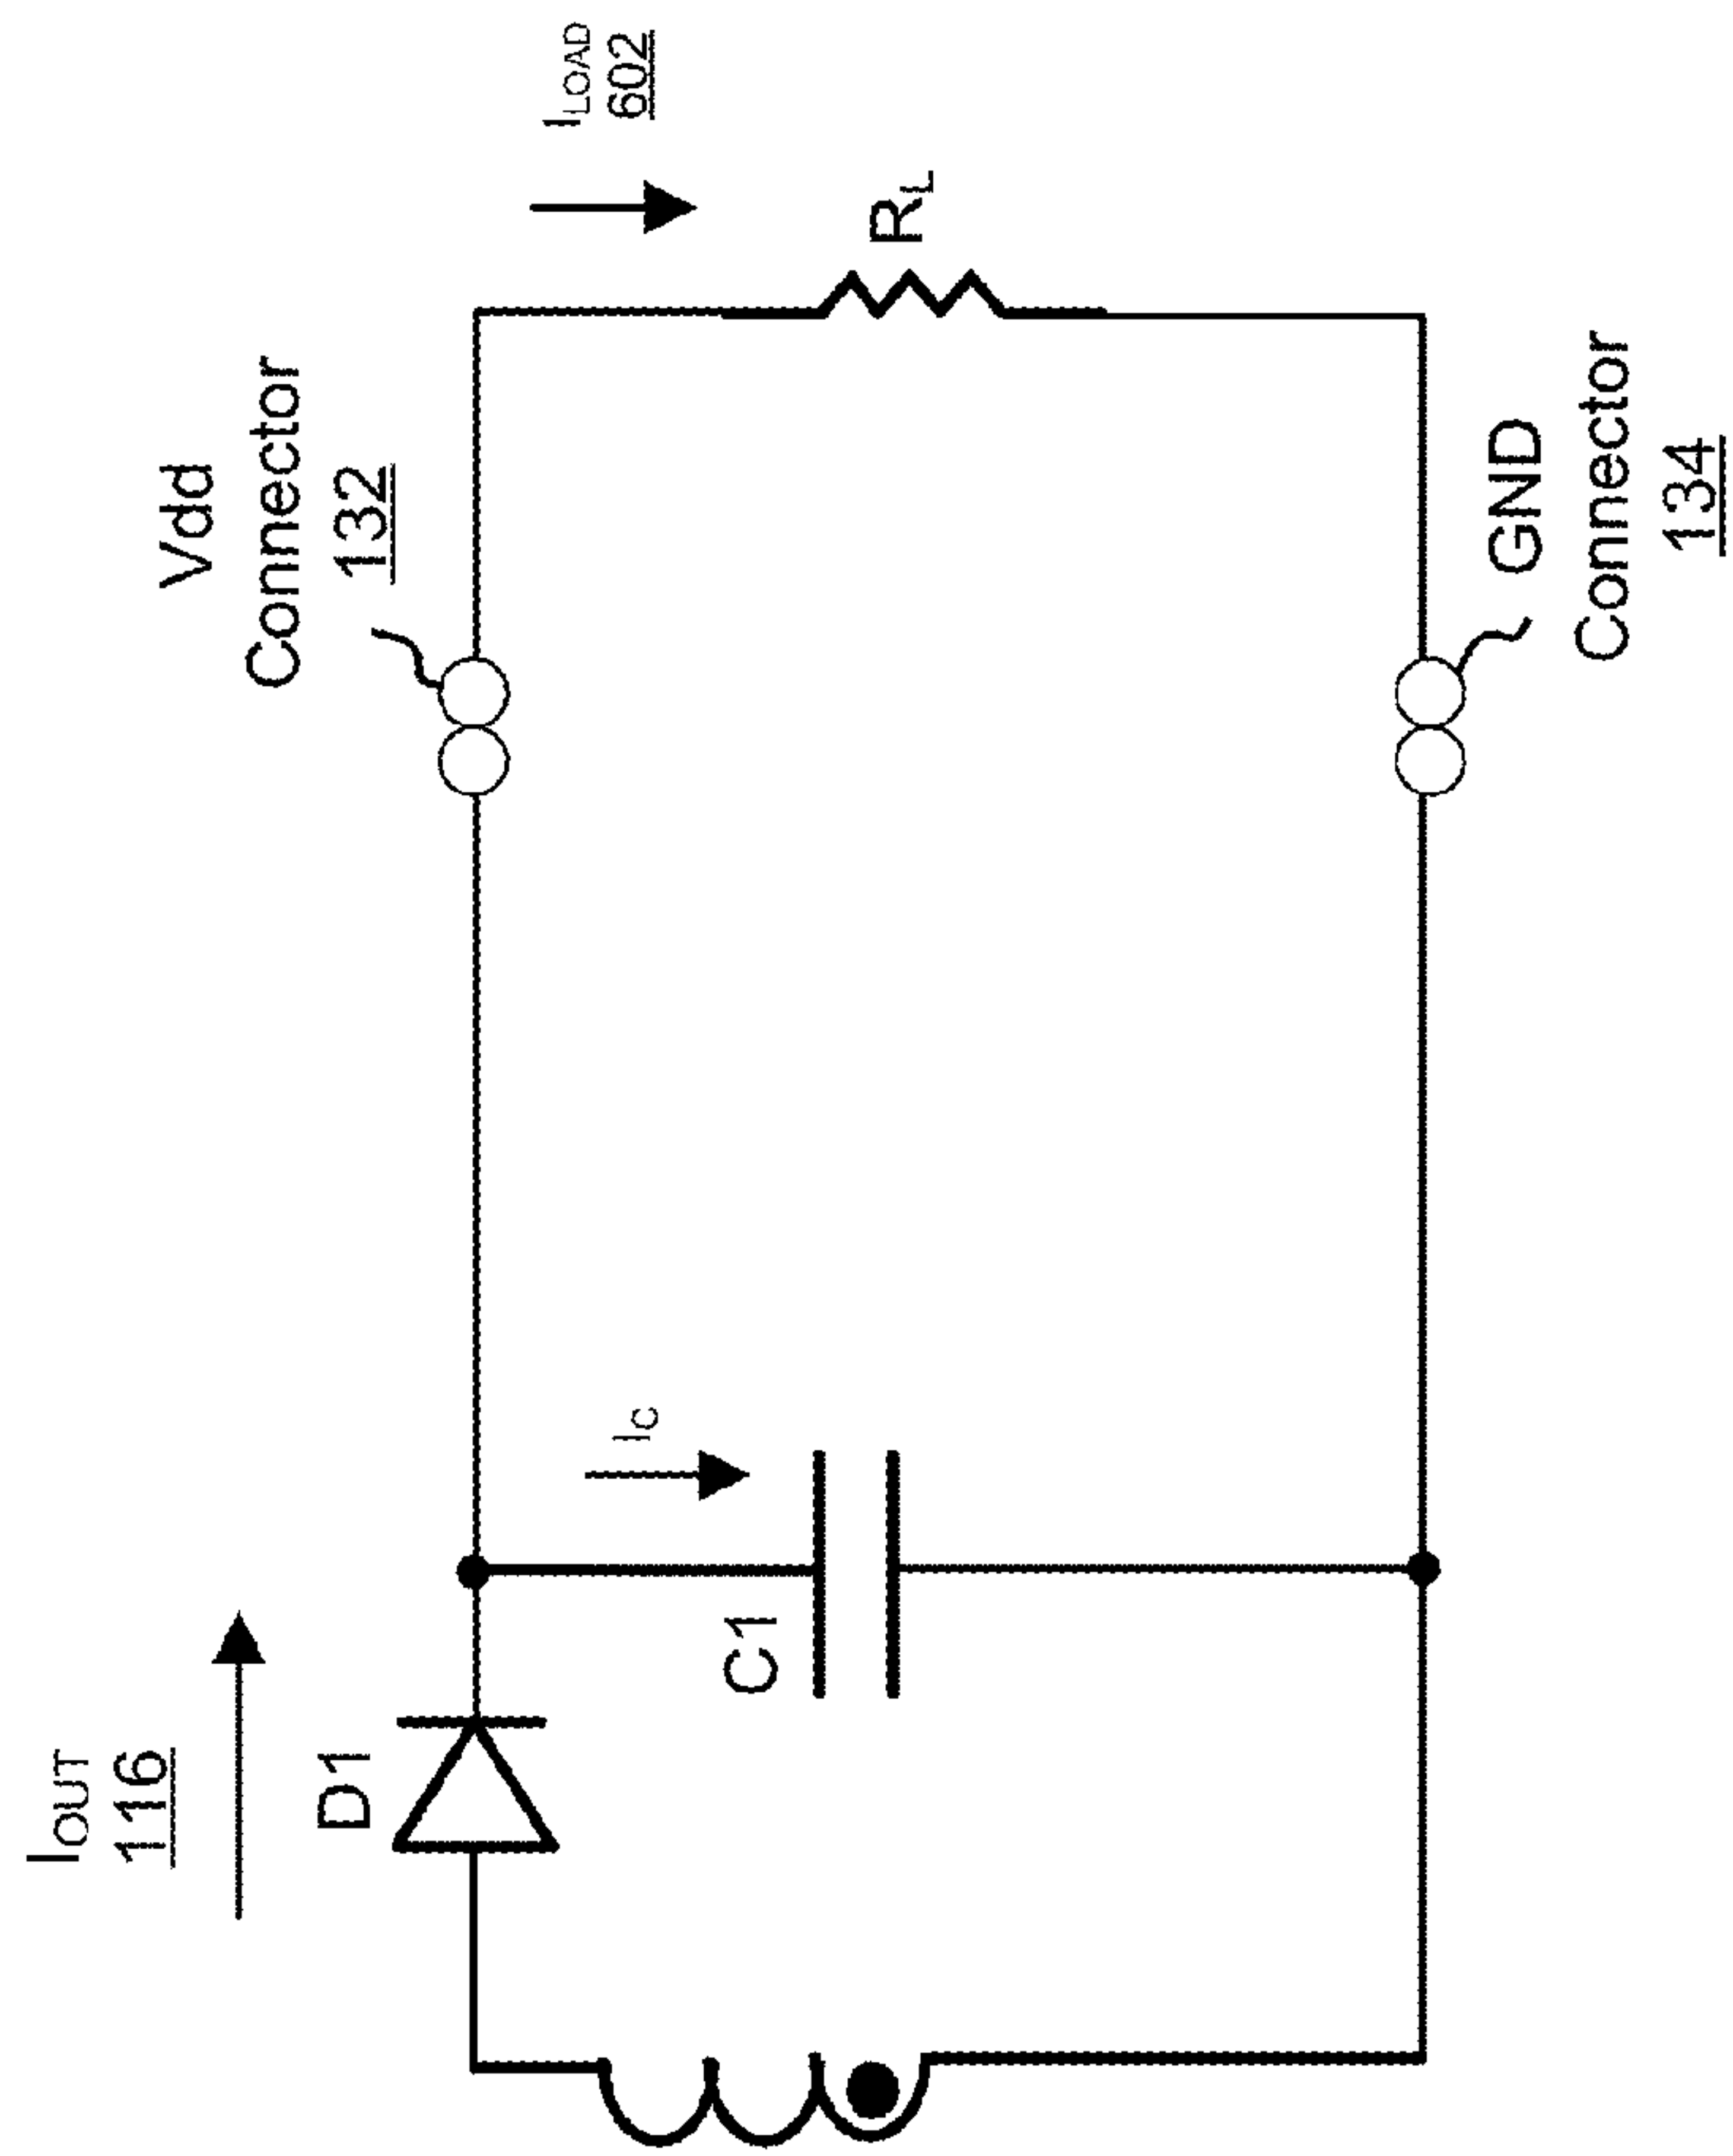 I_OUT
116
D1
C1
I_C
Vdd
Connector
132
I_LOAD
602
R_L
GND
Connector
134